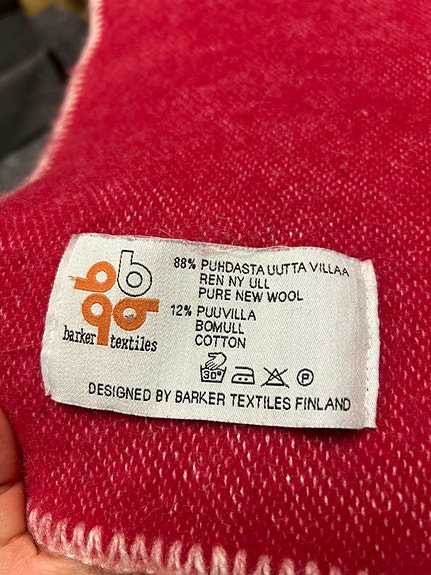 88% PUHDASTA UUTTA VILLAA
REN NY ULL
PURE NEW WOOL
12% PUUVILLA
BOMULL
COTTON
barker textiles
30°
P
DESIGNED BY BARKER TEXTILES FINLAND